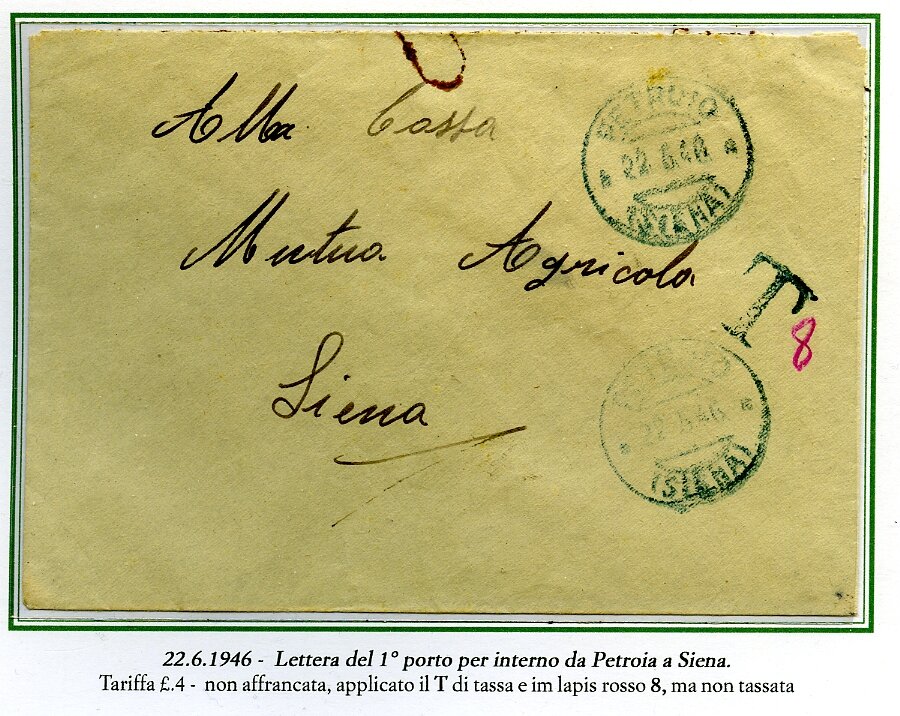 Alla Cassa
PETROIO
22.6.46
(SIENA)
Mutua Agricola
T
8
Siena
22.6.46
(SIENA)
22.6.1946 - Lettera del 1° porto per interno da Petroia a Siena.
Tariffa £.4 - non affrancata, applicato il T di tassa e im lapis rosso 8, ma non tassata